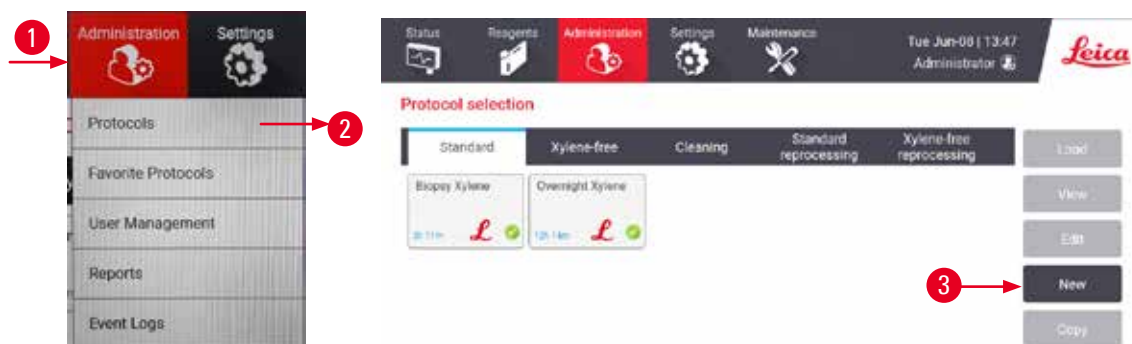 1
Administration
Settings
Protocols
2
Favorite Protocols
User Management
Reports
Event Logs
Status
Reagents
Administration
Settings
Maintenance
Tue Jun-08 | 13:47
Administrator
Leica
Protocol selection
Standard
Xylene-free
Cleaning
Standard
reprocessing
Xylene-free
reprocessing
Load
View
Edit
3
New
Copy
Biopsy Xylene
Overnight Xylene
L
L
12h 14m